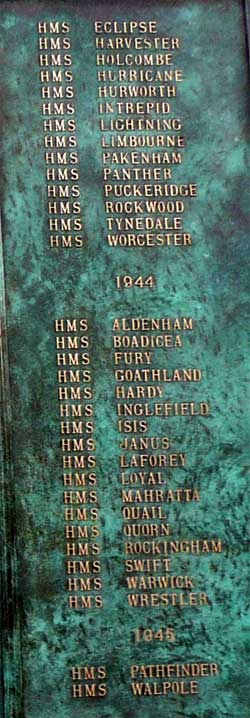 HMS ECLIPSE
HMS HARVESTER
HMS HOLCOMBE
HMS HURRICANE
HMS HURWORTH
HMS INTREPID
HMS LIGHTNING
HMS LIMBOURNE
HMS PAKENHAM
HMS PANTHER
HMS PUCKERIDGE
HMS ROCKWOOD
HMS TYNEDALE
HMS WORCESTER
1944
HMS ALDENHAM
HMS BOADICEA
HMS FURY
HMS GOATHLAND
HMS HARDY
HMS INGLEFIELD
HMS ISIS
HMS JANUS
HMS LAFOREY
HMS LOYAL
HMS MAHRATTA
HMS QUAIL
HMS QUORN
HMS ROCKINGHAM
HMS SWIFT
HMS WARWICK
HMS WRESTLER
1945
HMS PATHFINDER
HMS WALPOLE